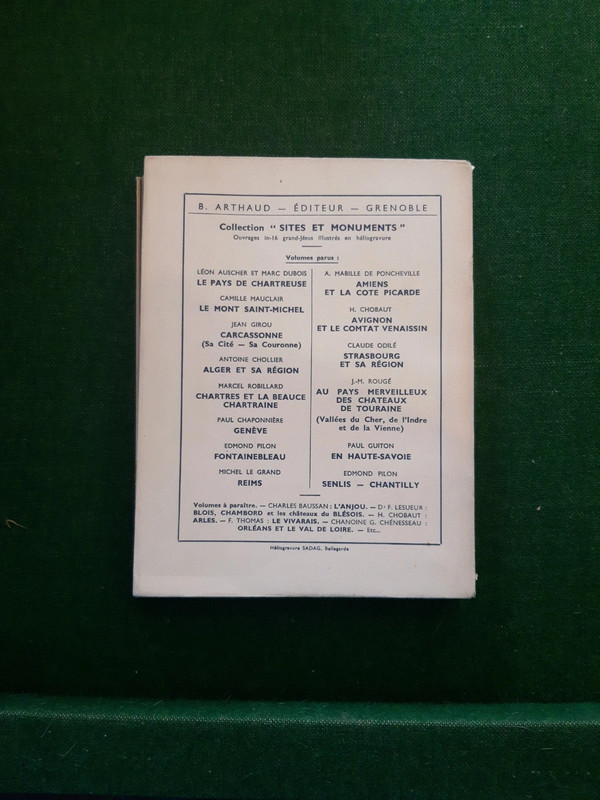 B. ARTHAUD — ÉDITEUR — GRENOBLE
Collection " SITES ET MONUMENTS "
Ouvrages in-16 grand-jésus illustrés en héliogravure
Volumes parus :
LÉON AUSCHER ET MARC DUBOIS
LE PAYS DE CHARTREUSE
CAMILLE MAUCLAIR
LE MONT SAINT-MICHEL
JEAN GIROU
CARCASSONNE
(Sa Cité — Sa Couronne)
ANTOINE CHOLLIER
ALGER ET SA RÉGION
MARCEL ROBILLARD
CHARTRES ET LA BEAUCE
CHARTRAINE
PAUL CHAPONNIÈRE
GENÈVE
EDMOND PILON
FONTAINEBLEAU
MICHEL LE GRAND
REIMS
A. MABILLE DE PONCHEVILLE
AMIENS
ET LA COTE PICARDE
H. CHOBAUT
AVIGNON
ET LE COMTAT VENAISSIN
CLAUDE ODILÉ
STRASBOURG
ET SA RÉGION
J.-M. ROUGÉ
AU PAYS MERVEILLEUX
DES CHATEAUX
DE TOURAINE
(Vallées du Cher, de l'Indre
et de la Vienne)
PAUL GUITON
EN HAUTE-SAVOIE
EDMOND PILON
SENLIS — CHANTILLY
Volumes à paraître. — CHARLES BAUSSAN : L'ANJOU. — Dr F. LESUEUR :
BLOIS, CHAMBORD et les châteaux du BLÉSOIS. — H. CHOBAUT :
ARLES. — F. THOMAS : LE VIVARAIS. — CHANOINE G. CHÉNESSEAU :
ORLÉANS ET LE VAL DE LOIRE. — Etc...
Héliogravure SADAG, Bellegarde